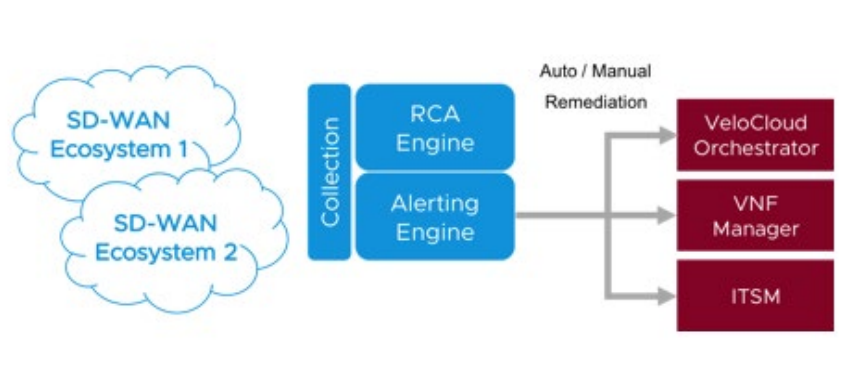 SD-WAN
Ecosystem 1
SD-WAN
Ecosystem 2
Collection
RCA
Engine
Alerting
Engine
Auto / Manual
Remediation
VeloCloud
Orchestrator
VNF
Manager
ITSM